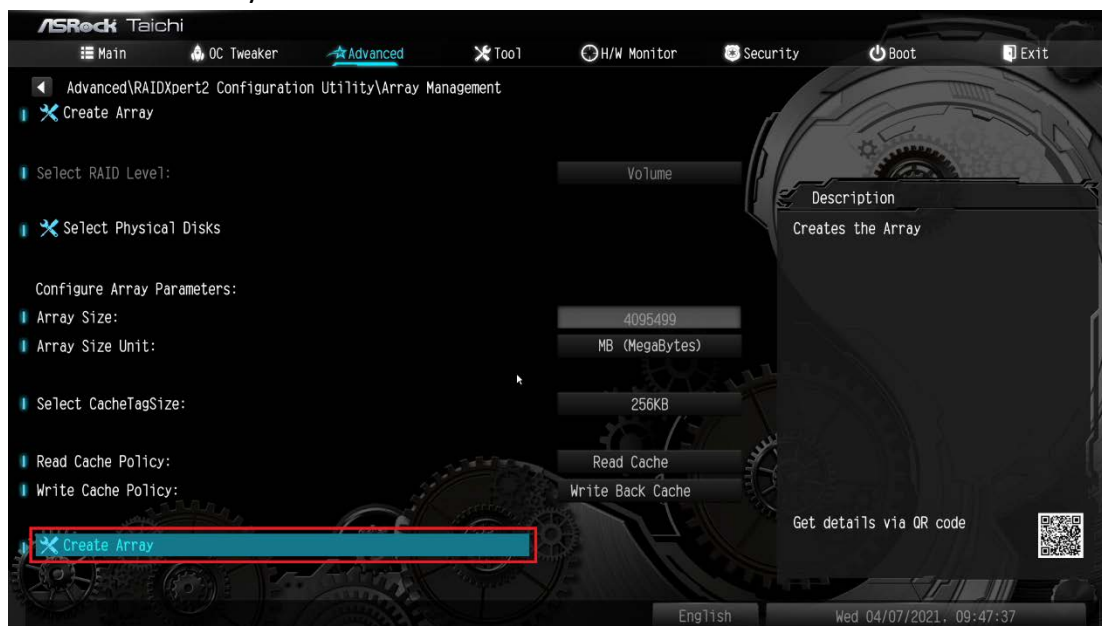 ASRock Taichi
Main OC Tweaker Advanced Tool H/W Monitor Security Boot Exit
Advanced\RAIDXpert2 Configuration Utility\Array Management
Create Array
Select RAID Level: Volume
Description
Select Physical Disks
Creates the Array
Configure Array Parameters:
Array Size: 4095499
Array Size Unit: MB (MegaBytes)
Select CacheTagSize: 256KB
Read Cache Policy: Read Cache
Write Cache Policy: Write Back Cache
Get details via QR code
Create Array
English Wed 04/07/2021. 09:47:37